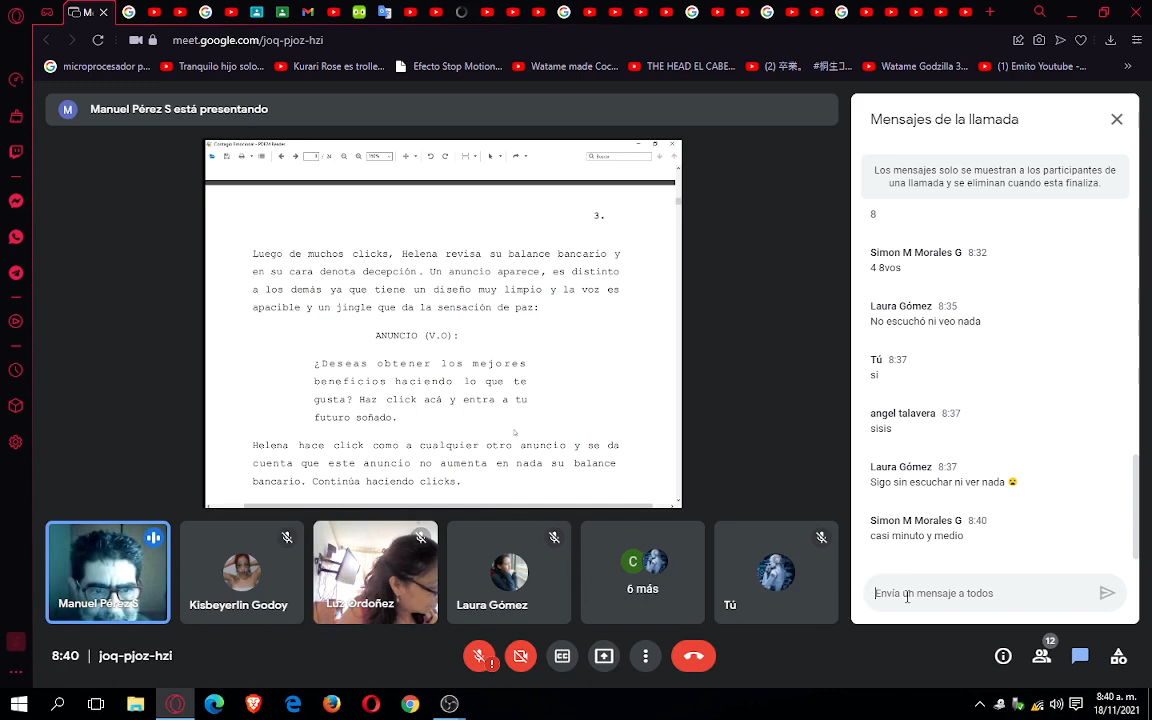 M
meet.google.com/joq-pjoz-hzi
microprocesador p...
Tranquilo hijo solo...
Kurari Rose es trolle...
Efecto Stop Motion...
Watame made Coc...
THE HEAD EL CABE...
Watame Godzilla 3...
(1) Emito Youtube -...
»
M
Manuel Pérez S está presentando
Contagio Emocional - PDF24 Reader
3.
Luego de muchos clicks, Helena revisa su balance bancario y
en su cara denota decepción. Un anuncio aparece, es distinto
a los demás ya que tiene un diseño muy limpio y la voz es
apacible y un jingle que da la sensación de paz:
ANUNCIO (V.O):
¿Deseas obtener los mejores
beneficios haciendo lo que te
gusta? Haz click acá y entra a tu
futuro soñado.
Helena hace click como a cualquier otro anuncio y se da
cuenta que este anuncio no aumenta en nada su balance
bancario. Continúa haciendo clicks.
Manuel Pérez S
Kisbeyerlin Godoy
Luz Ordoñez
Laura Gómez
C
6 más
Tú
Mensajes de la llamada
Los mensajes solo se muestran a los participantes de
una llamada y se eliminan cuando esta finaliza.
8
Simon M Morales G 8:32
4 8vos
Laura Gómez 8:35
No escuchó ni veo nada
Tú 8:37
si
angel talavera 8:37
sisis
Laura Gómez 8:37
Sigo sin escuchar ni ver nada 😫
Simon M Morales G 8:40
casi minuto y medio
Envía un mensaje a todos
8:40 | joq-pjoz-hzi
12
8:40 a. m.
18/11/2021